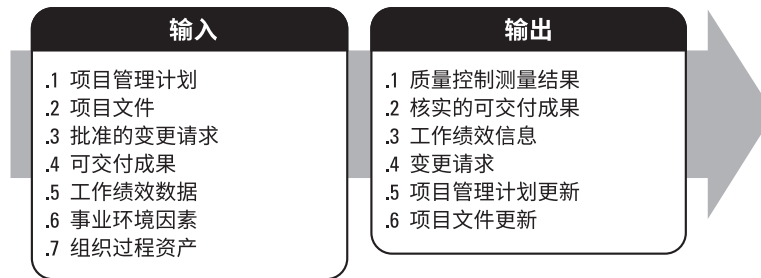 输入
.1 项目管理计划
.2 项目文件
.3 批准的变更请求
.4 可交付成果
.5 工作绩效数据
.6 事业环境因素
.7 组织过程资产
输出
.1 质量控制测量结果
.2 核实的可交付成果
.3 工作绩效信息
.4 变更请求
.5 项目管理计划更新
.6 项目文件更新